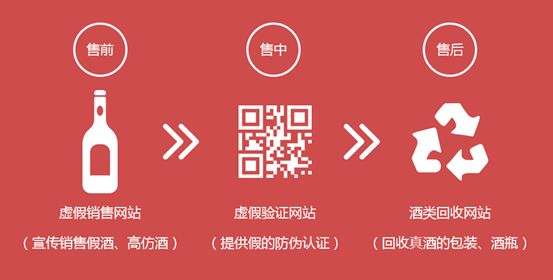 售前
售中
售后
虚假销售网站
虚假验证网站
酒类回收网站
（宣传销售假酒、高仿酒）
（提供假的防伪认证）
（回收真酒的包装、酒瓶）